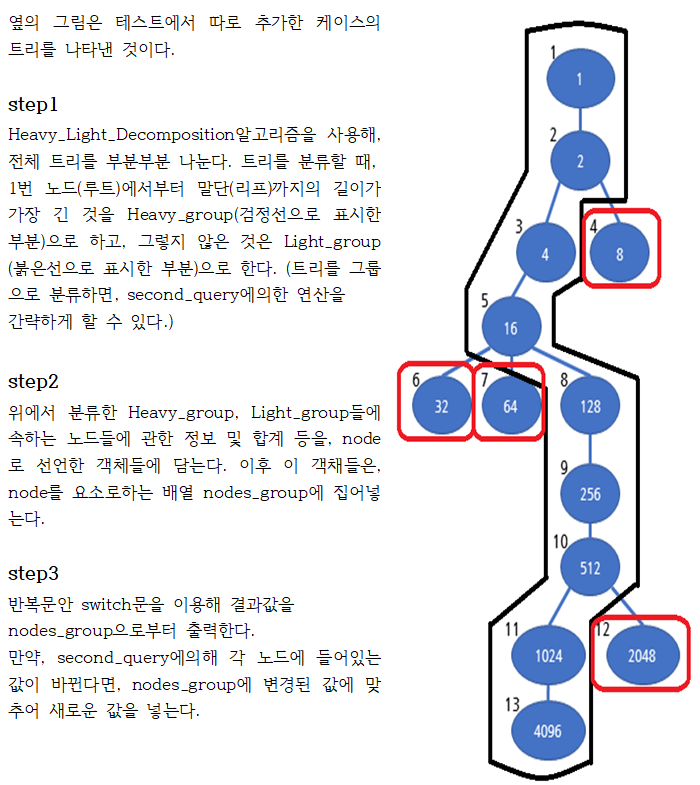 옆의 그림은 테스트에서 따로 추가한 케이스의
트리를 나타낸 것이다.
step1
Heavy_Light_Decomposition알고리즘을 사용해,
전체 트리를 부분부분 나눈다. 트리를 분류할 때,
1번 노드(루트)에서부터 말단(리프)까지의 길이가
가장 긴 것을 Heavy_group(검정선으로 표시한
부분)으로 하고, 그렇지 않은 것은 Light_group
(붉은선으로 표시한 부분)으로 한다. (트리를 그룹
으로 분류하면, second_query에의한 연산을
간략하게 할 수 있다.)
step2
위에서 분류한 Heavy_group, Light_group들에
속하는 노드들에 관한 정보 및 합계 등을, node
로 선언한 객체들에 담는다. 이후 이 객채들은,
node를 요소로하는 배열 nodes_group에 집어넣
는다.
step3
반복문안 switch문을 이용해 결과값을
nodes_group으로부터 출력한다.
만약, second_query에의해 각 노드에 들어있는
값이 바뀐다면, nodes_group에 변경된 값에 맞
추어 새로운 값을 넣는다.
1
1
2
2
3
4
4
8
5
16
6
32
7
64
8
128
9
256
10
512
11
1024
12
2048
13
4096